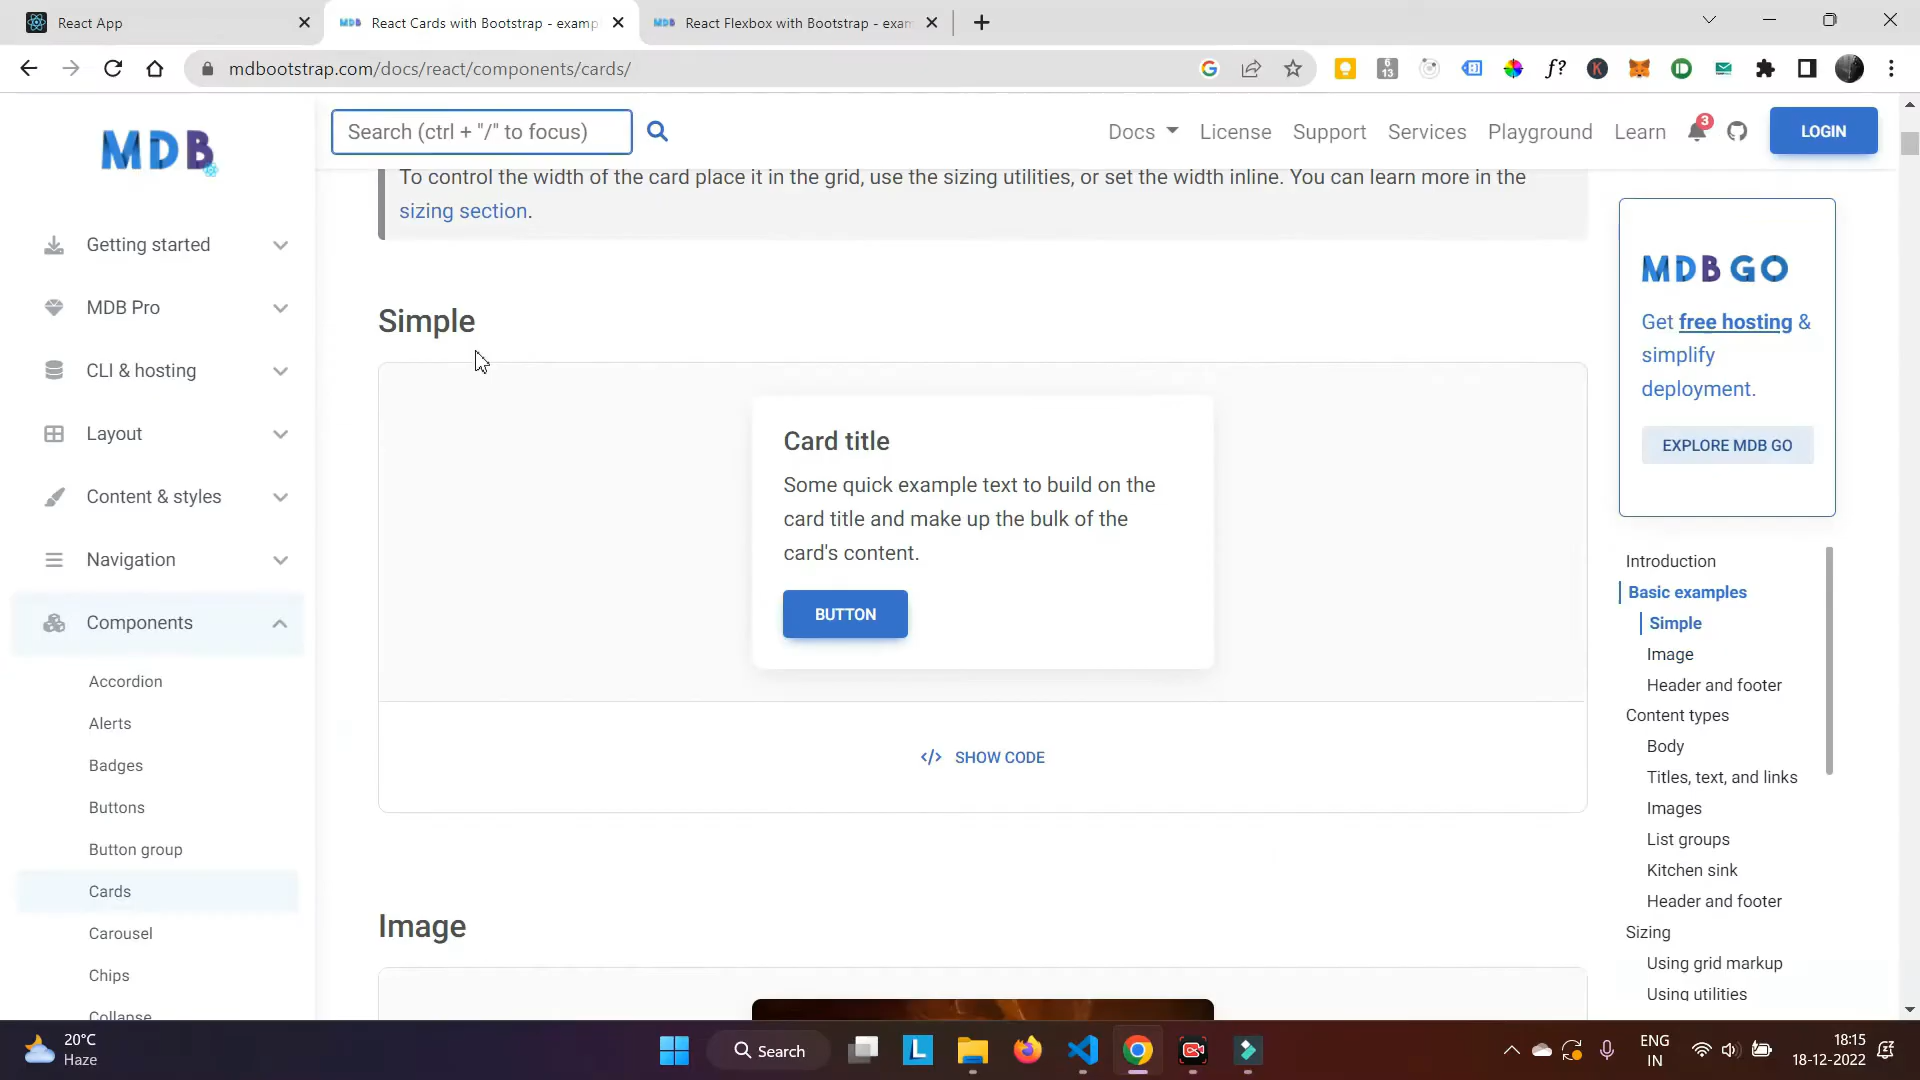 React App
MDB React Cards with Bootstrap - examp
MDB React Flexbox with Bootstrap - exam
mdbootstrap.com/docs/react/components/cards/
6
13
f?
K
MDB
Search (ctrl + "/" to focus)
Docs
License
Support
Services
Playground
Learn
3
LOGIN
Getting started
MDB Pro
CLI & hosting
Layout
Content & styles
Navigation
Components
Accordion
Alerts
Badges
Buttons
Button group
Cards
Carousel
Chips
Collapse
To control the width of the card place it in the grid, use the sizing utilities, or set the width inline. You can learn more in the
sizing section.
Simple
Card title
Some quick example text to build on the
card title and make up the bulk of the
card's content.
BUTTON
</> SHOW CODE
Image
MDB GO
Get free hosting &
simplify
deployment.
EXPLORE MDB GO
Introduction
Basic examples
Simple
Image
Header and footer
Content types
Body
Titles, text, and links
Images
List groups
Kitchen sink
Header and footer
Sizing
Using grid markup
Using utilities
20°C
Haze
Search
L
ENG
IN
18:15
18-12-2022